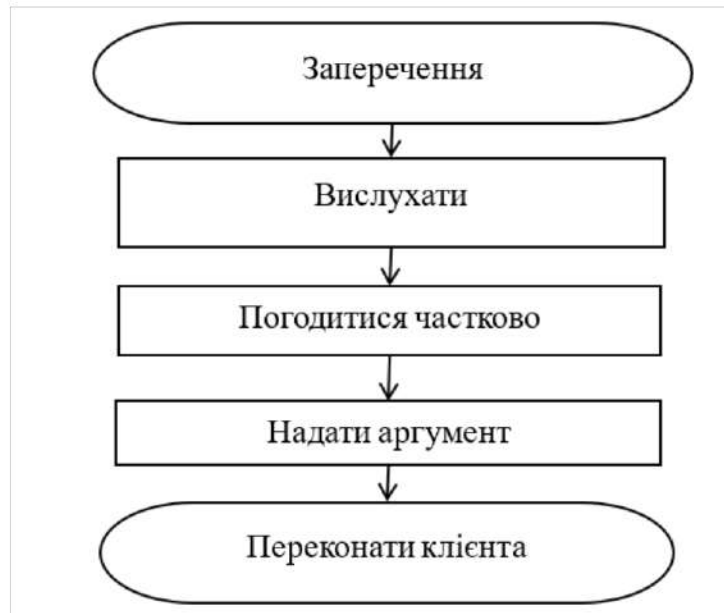 Заперечення
Вислухати
Погодитися частково
Надати аргумент
Переконати клієнта